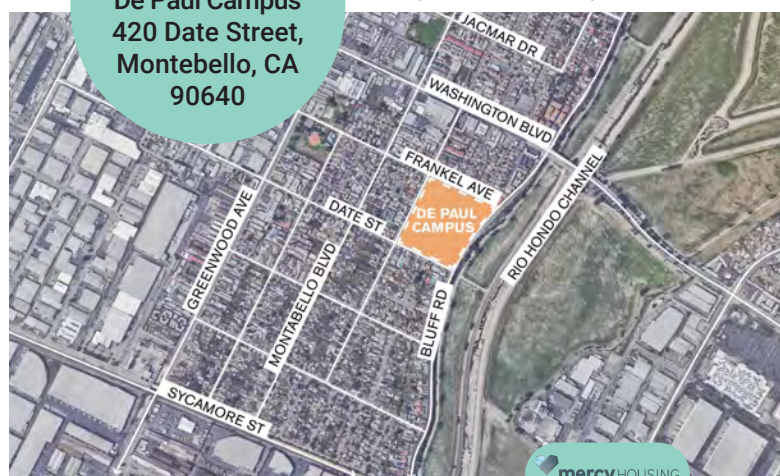 De Paul Campus
420 Date Street,
Montebello, CA
90640
JACMAR DR
WASHINGTON BLVD
FRANKEL AVE
DE PAUL
CAMPUS
DATE ST
GREENWOOD AVE
MONTABELLO BLVD
RIO HONDO CHANNEL
BLUFF RD
SYCAMORE ST
mercy HOUSING